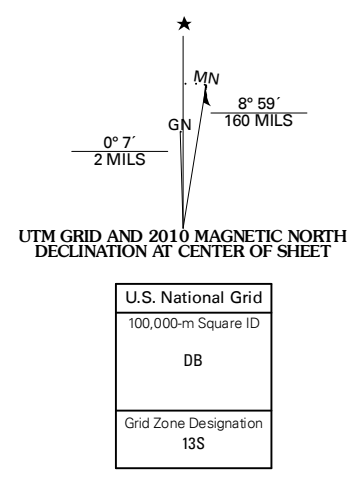 MN
8° 59´
160 MILS
GN
0° 7´
2 MILS
UTM GRID AND 2010 MAGNETIC NORTH
DECLINATION AT CENTER OF SHEET
U.S. National Grid
100,000-m Square ID
DB
Grid Zone Designation
13S